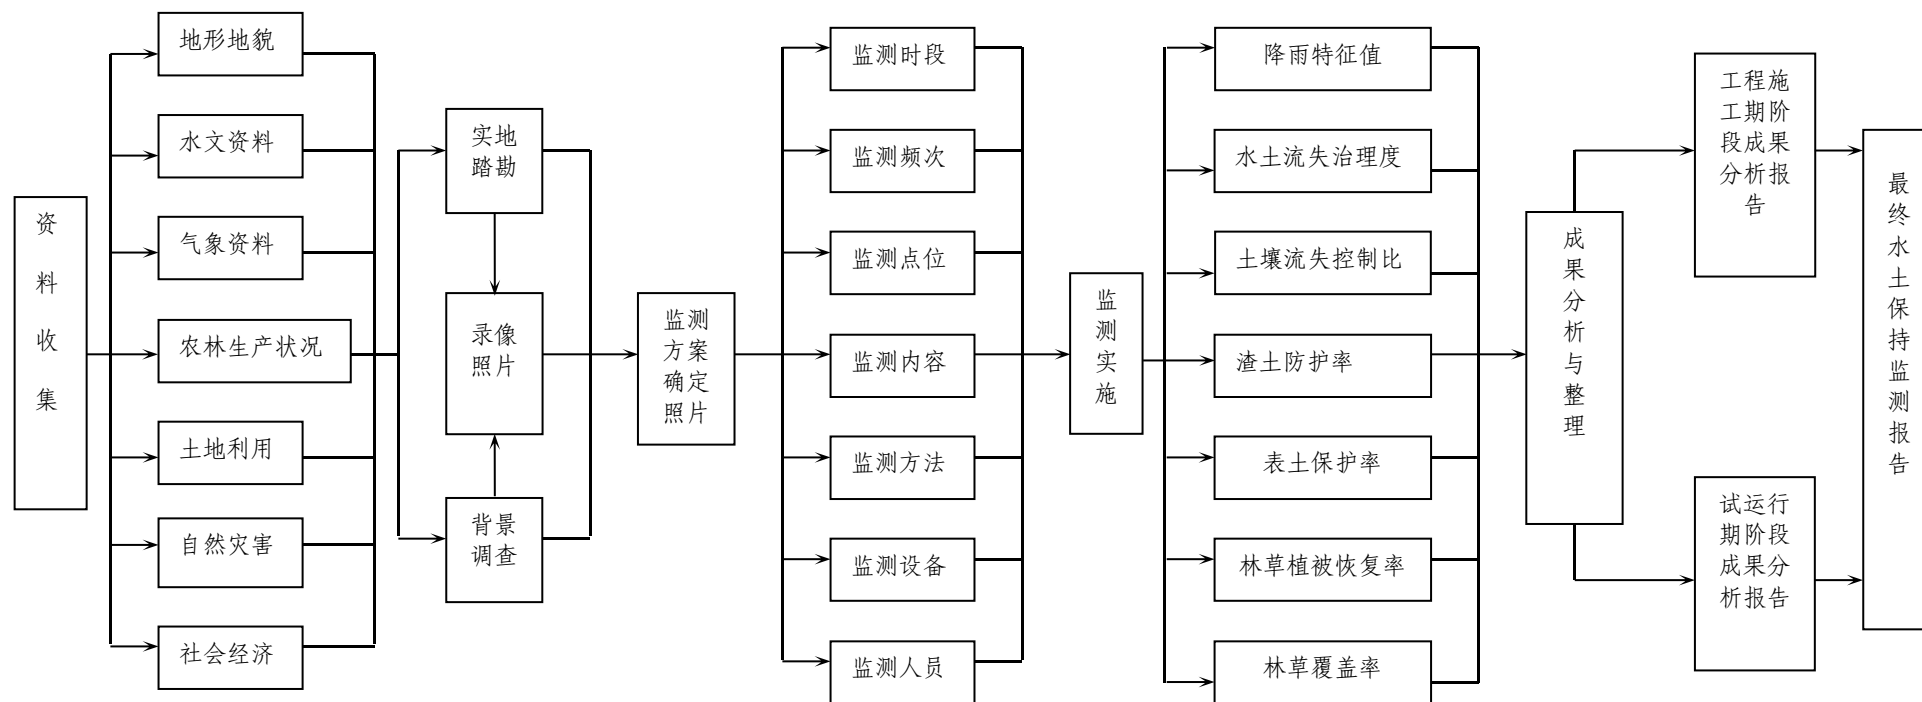 资
料
收
集
地形地貌
水文资料
气象资料
农林生产状况
土地利用
自然灾害
社会经济
实地
踏勘
录像
照片
背景
调查
监测
方案
确定
照片
监测时段
监测频次
监测点位
监测内容
监测方法
监测设备
监测人员
监
测
实
施
降雨特征值
水土流失治理度
土壤流失控制比
渣土防护率
表土保护率
林草植被恢复率
林草覆盖率
成
果
分
析
与
整
理
工程施
工期阶
段成果
分析报
告
试运行
期阶段
成果分
析报告
最
终
水
土
保
持
监
测
报
告